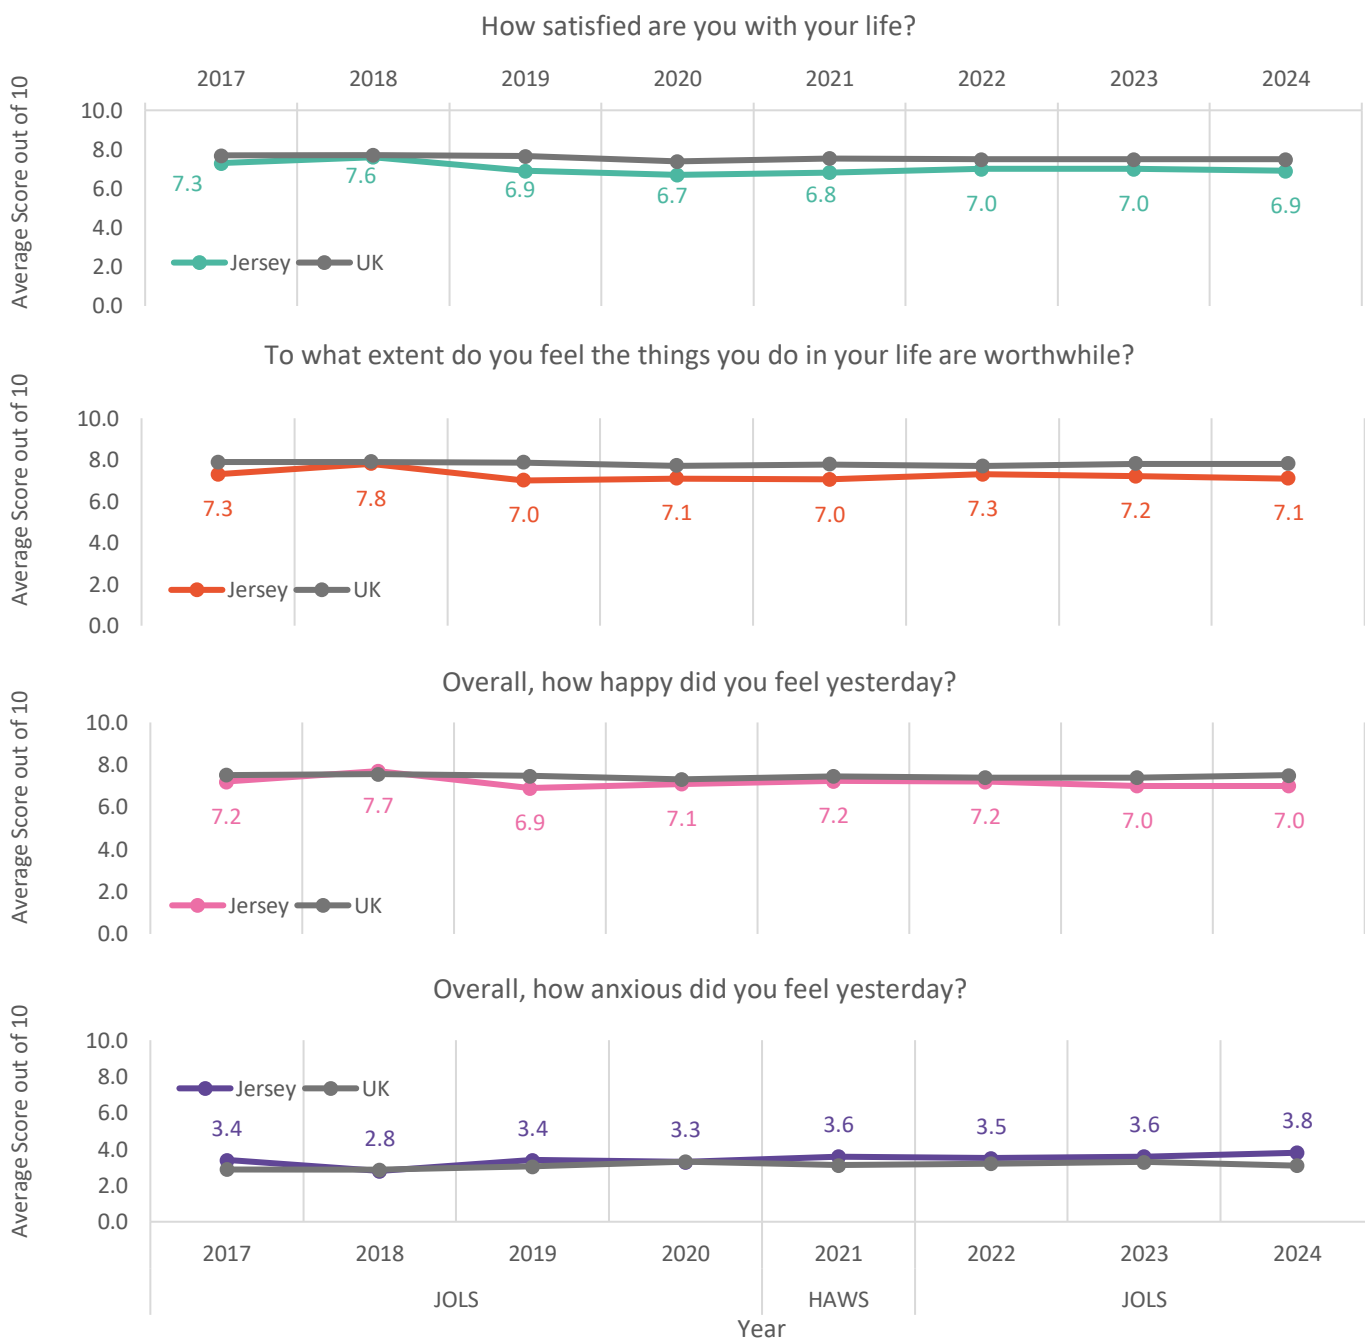 How satisfied are you with your life?
2017 2018 2019 2020 2021 2022 2023 2024
Average Score out of 10
10.0
8.0
6.0
4.0
2.0
0.0
7.3 7.6 6.9 6.7 6.8 7.0 7.0 6.9
Jersey UK
To what extent do you feel the things you do in your life are worthwhile?
Average Score out of 10
10.0
8.0
6.0
4.0
2.0
0.0
7.3 7.8 7.0 7.1 7.0 7.3 7.2 7.1
Jersey UK
Overall, how happy did you feel yesterday?
Average Score out of 10
10.0
8.0
6.0
4.0
2.0
0.0
7.2 7.7 6.9 7.1 7.2 7.2 7.0 7.0
Jersey UK
Overall, how anxious did you feel yesterday?
Average Score out of 10
10.0
8.0
6.0
4.0
2.0
0.0
Jersey UK
3.4 2.8 3.4 3.3 3.6 3.5 3.6 3.8
2017 2018 2019 2020 2021 2022 2023 2024
JOLS HAWS JOLS
Year